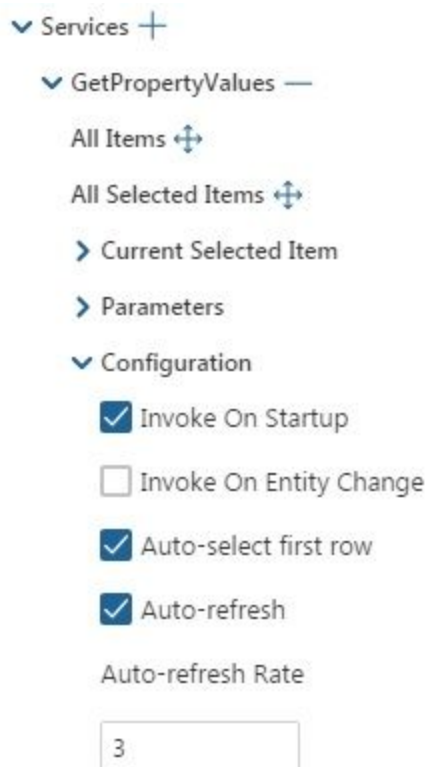 Services
GetPropertyValues
All Items
All Selected Items
Current Selected Item
Parameters
Configuration
Invoke On Startup
Invoke On Entity Change
Auto-select first row
Auto-refresh
Auto-refresh Rate
3